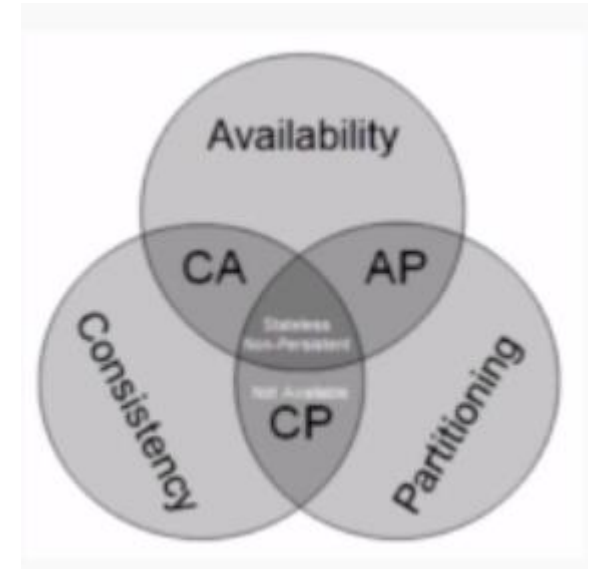 Availability
CA
AP
Stateless
Non-Persistent
Consistency
Not Available
CP
Partitioning